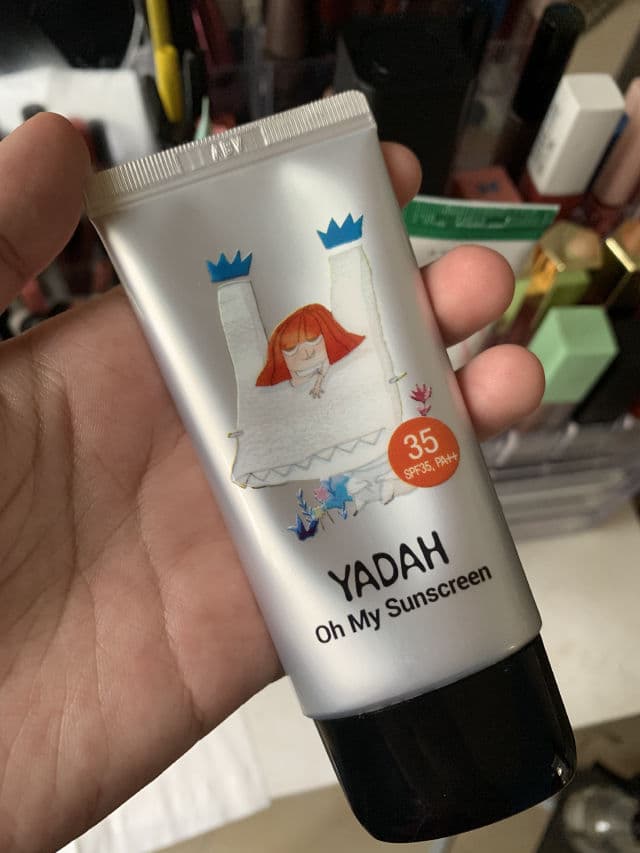 35
SPF35, PA++
YADAH
Oh My Sunscreen